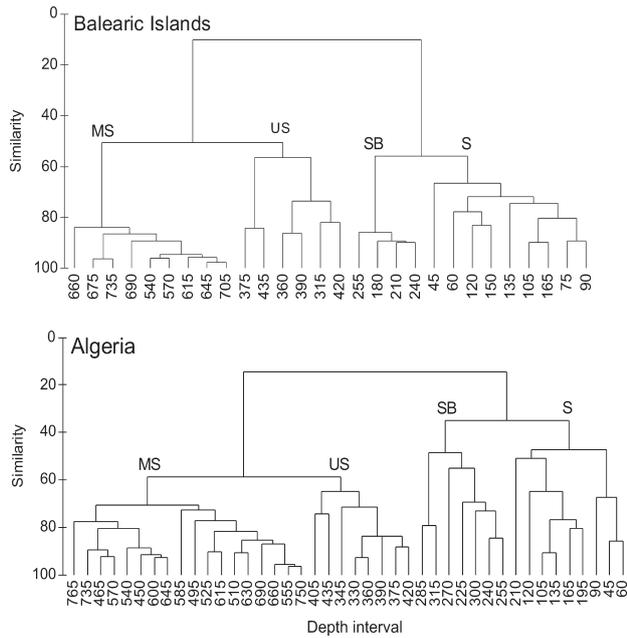 Balearic Islands
Similarity
0
20
40
60
80
100
MS
US
SB
S
660 675 735 690 540 570 615 645 705 375 435 360 390 315 420 255 180 210 240 45 60 120 150 135 105 165 75 90
Algeria
Similarity
0
20
40
60
80
100
MS
US
SB
S
765 735 465 570 540 450 600 645 585 495 525 615 510 630 690 660 555 750 405 435 345 330 360 390 375 420 285 315 270 225 300 240 255 210 120 105 135 165 195 90 45 60
Depth interval